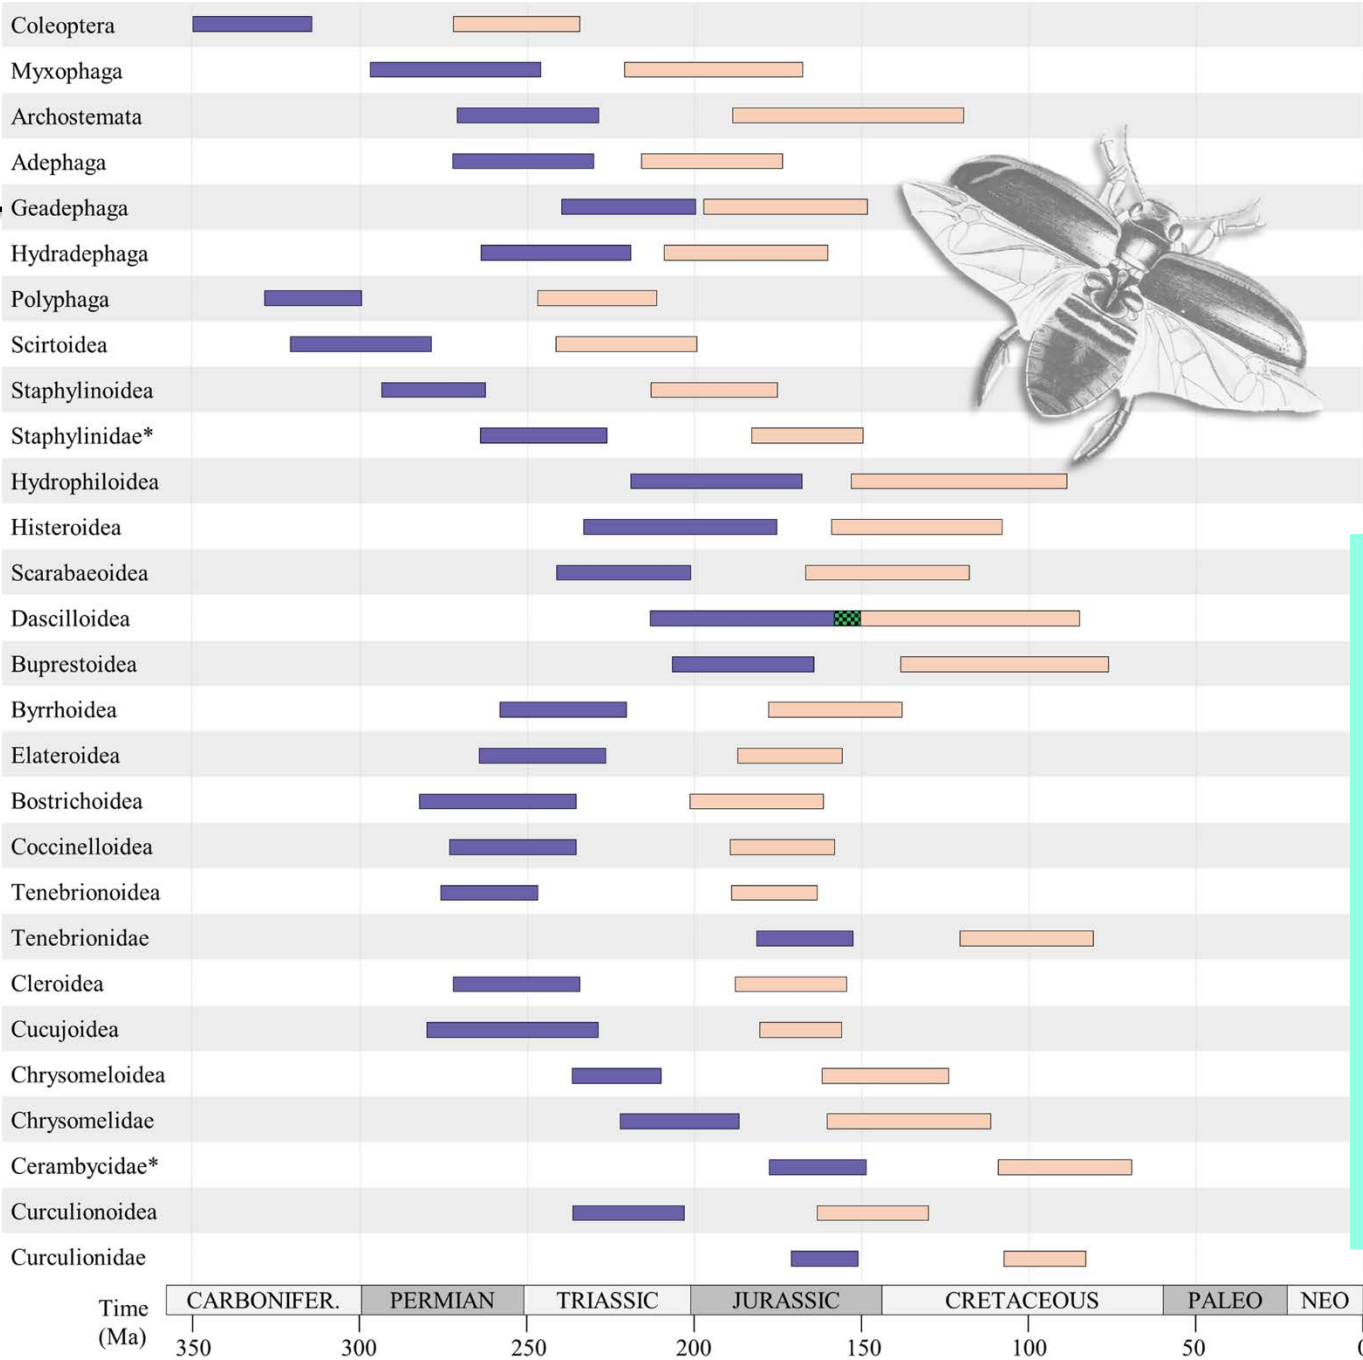 Coleoptera
Myxophaga
Archostemata
Adephaga
Geadephaga
Hydradephaga
Polyphaga
Scirtoidea
Staphylinoidea
Staphylinidae*
Hydrophiloidea
Histeroidea
Scarabaeoidea
Dascilloidea
Buprestoidea
Byrrhoidea
Elateroidea
Bostrichoidea
Coccinelloidea
Tenebrionoidea
Tenebrionidae
Cleroidea
Cucujoidea
Chrysomeloidea
Chrysomelidae
Cerambycidae*
Curculionoidea
Curculionidae
CARBONIFER. PERMIAN TRIASSIC JURASSIC CRETACEOUS PALEO NEO
Time
(Ma)
350 300 250 200 150 100 50